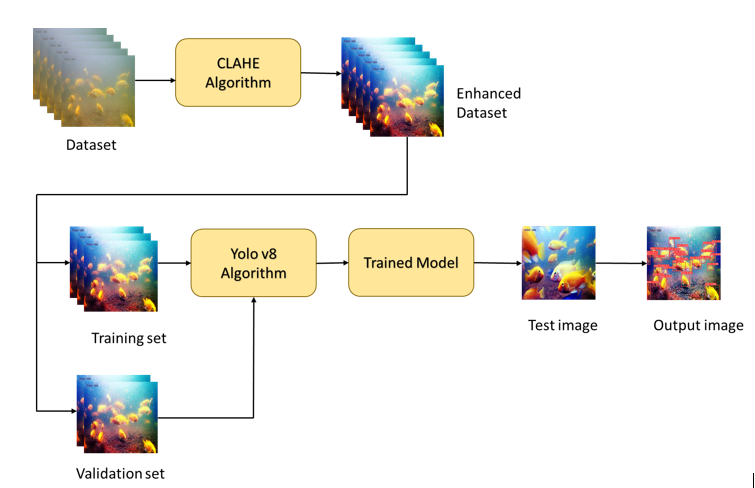 CLAHE
Algorithm
Enhanced
Dataset
Dataset
Yolo v8
Algorithm
Trained Model
Training set
Test image
Output image
Validation set